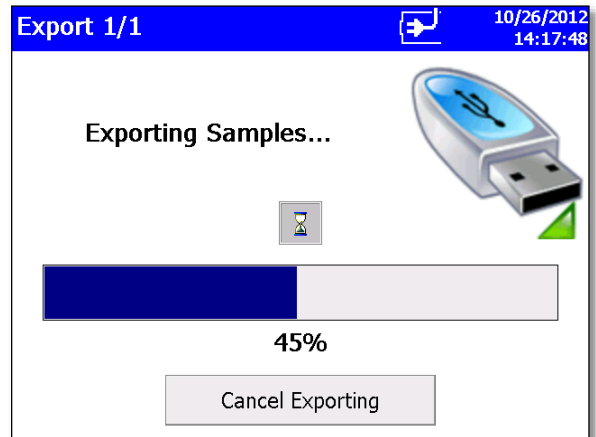 Export 1/1
10/26/2012
14:17:48
Exporting Samples...
45%
Cancel Exporting